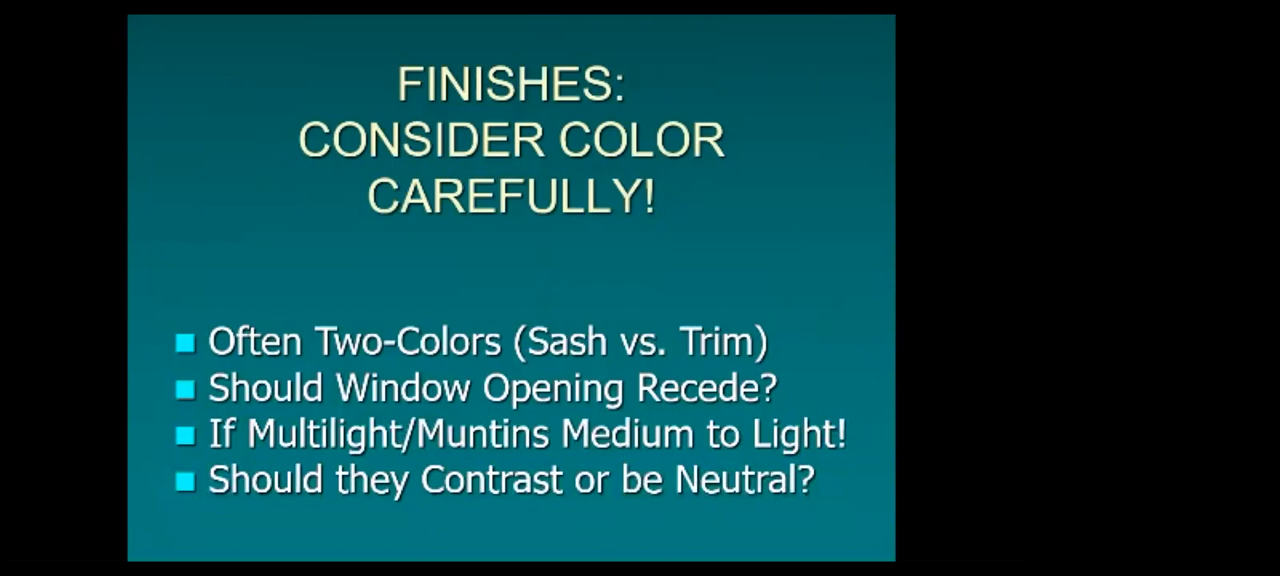 FINISHES:
CONSIDER COLOR
CAREFULLY!
Often Two-Colors (Sash vs. Trim)
Should Window Opening Recede?
If Multilight/Muntins Medium to Light!
Should they Contrast or be Neutral?